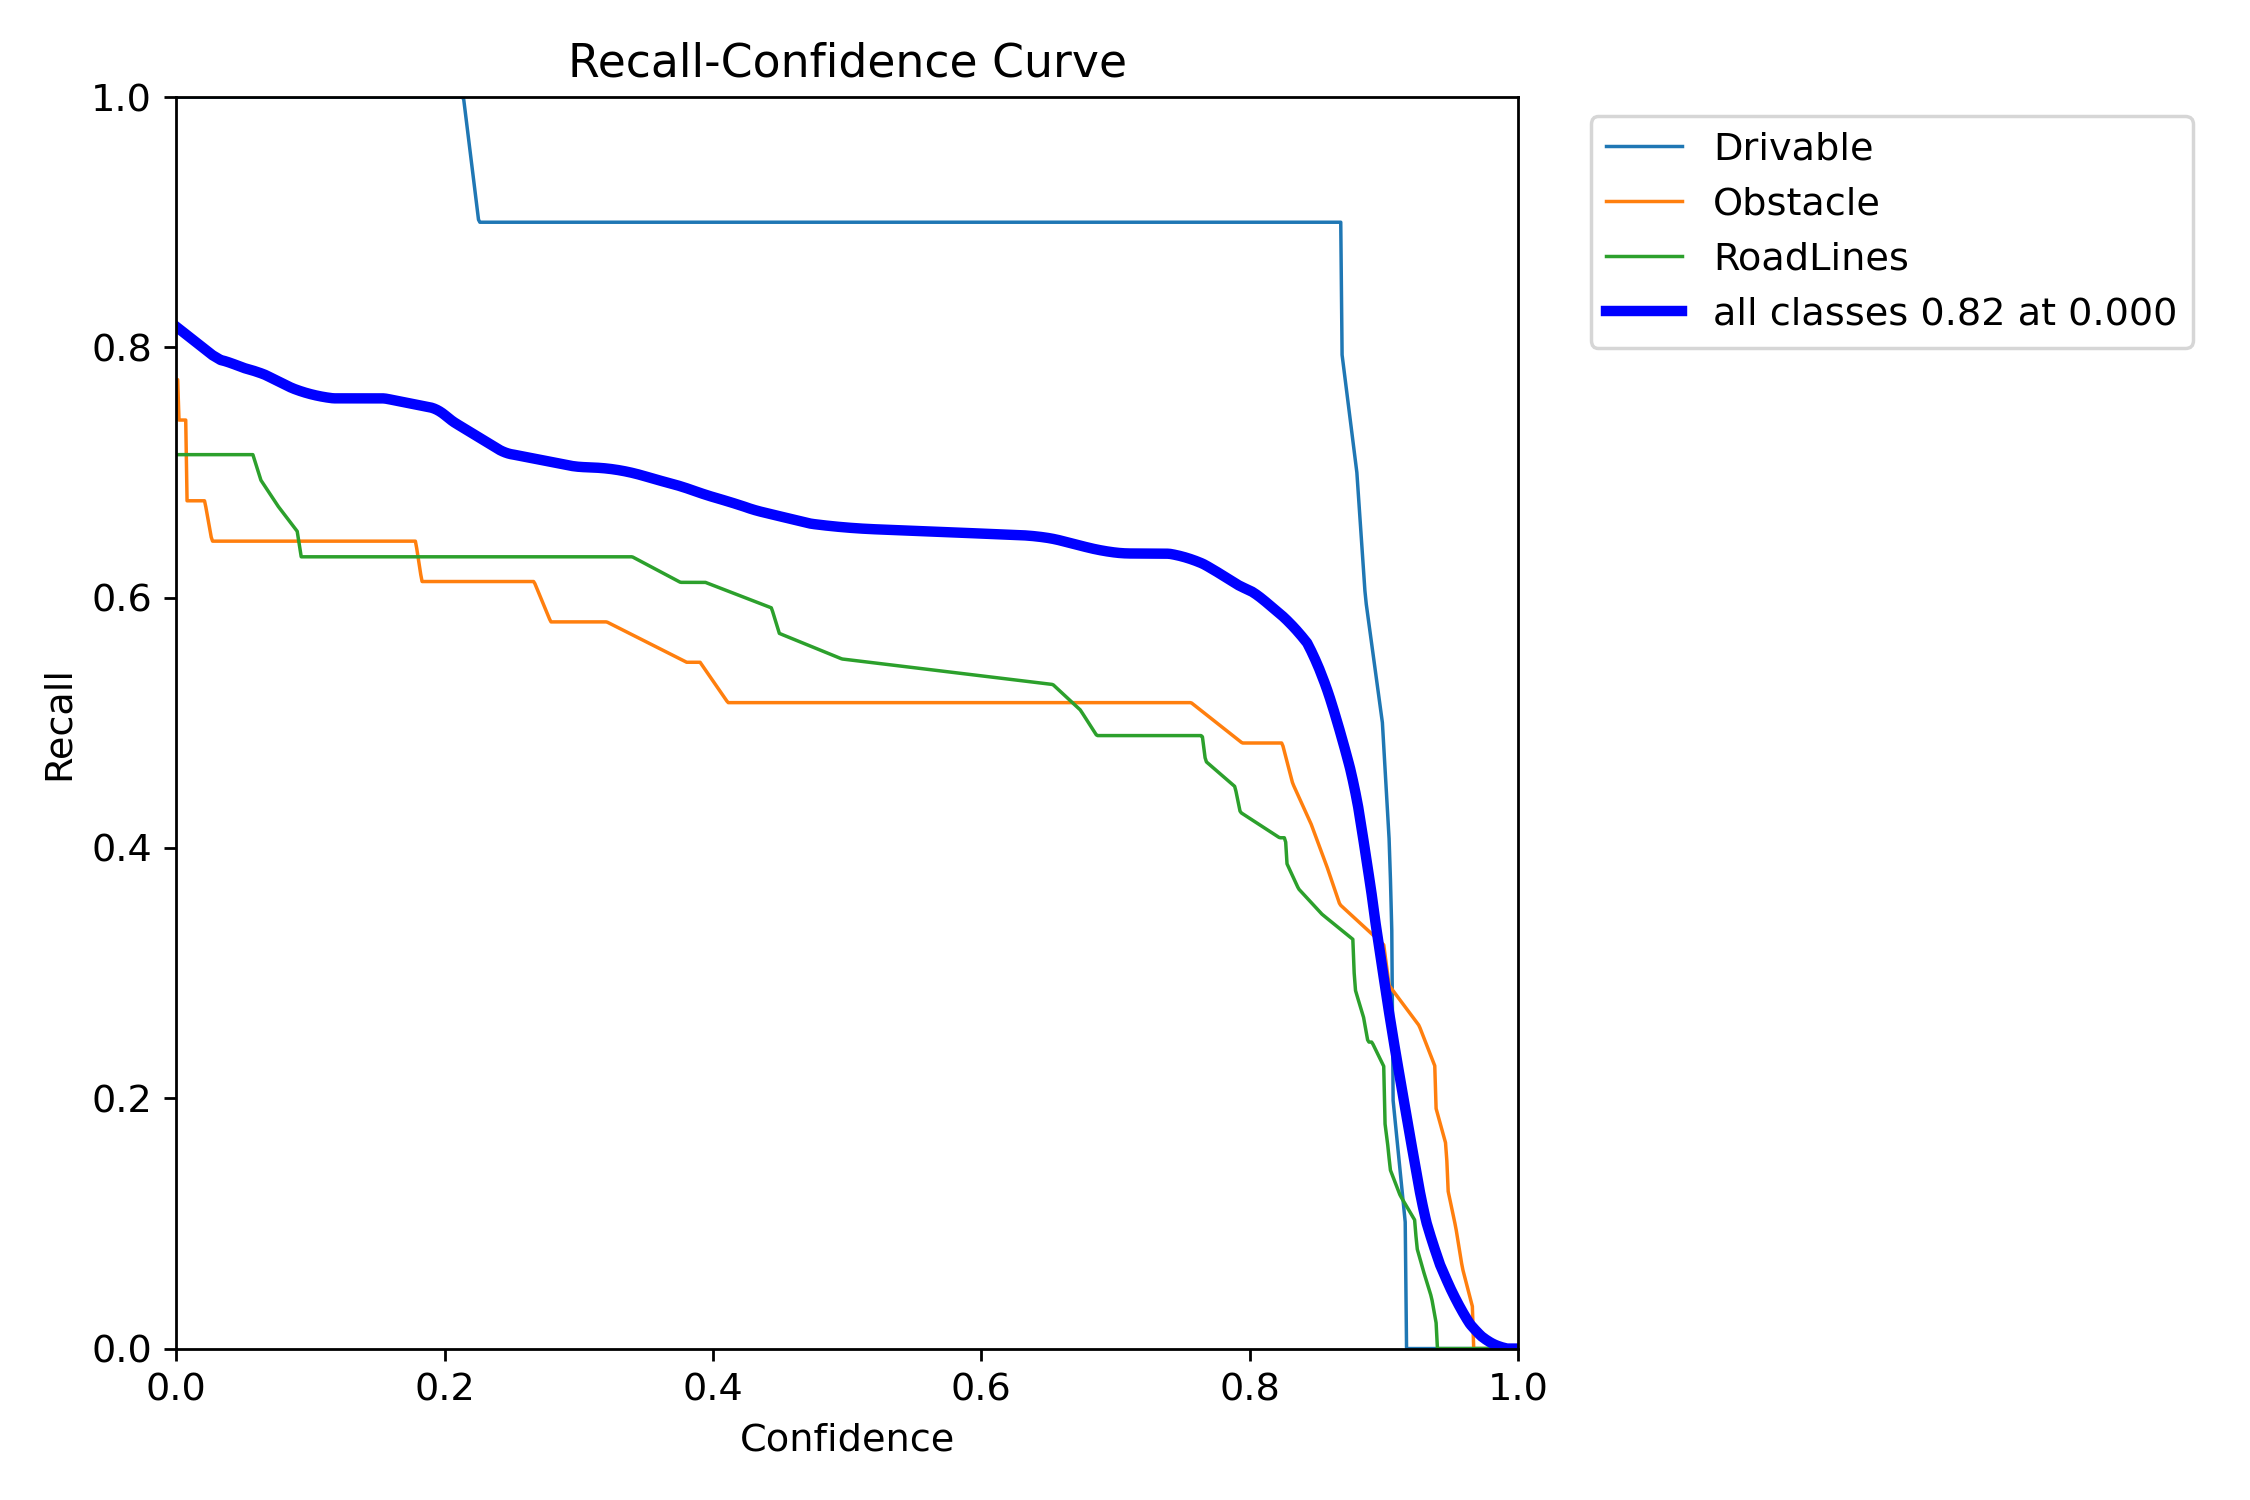 Recall-Confidence Curve
1.0
0.8
0.6
0.4
0.2
0.0
Recall
0.0 0.2 0.4 0.6 0.8 1.0
Confidence
Drivable
Obstacle
RoadLines
all classes 0.82 at 0.000